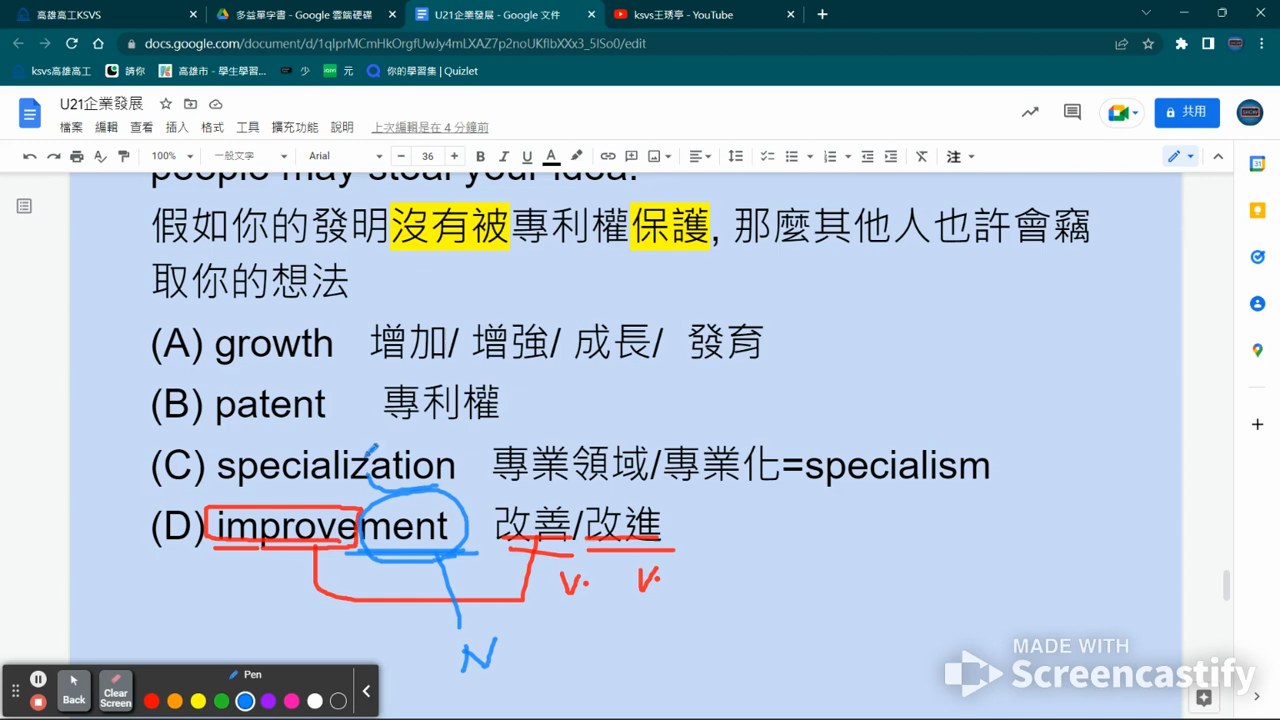 高雄高工KSVS
多益單字書 - Google 雲端硬碟
U21企業發展 - Google 文件
ksvs王琇亭 - YouTube
ksvs高雄高工
請你
高雄市 - 學生學習...
少
元
你的學習集 | Quizlet
U21企業發展
共用
檔案 編輯 查看 插入 格式 工具 擴充功能 說明 上次編輯是在 4 分鐘前
100% 一般文字 Arial 36 B I U A 注
people may steal your idea.
假如你的發明沒有被專利權保護, 那麼其他人也許會竊
取你的想法
(A) growth 增加/ 增強/ 成長/ 發育
(B) patent 專利權
(C) specialization 專業領域/專業化=specialism
(D) improvement 改善/改進
v. v.
N
MADE WITH
Screencastify
Pen
Back
Clear
Screen